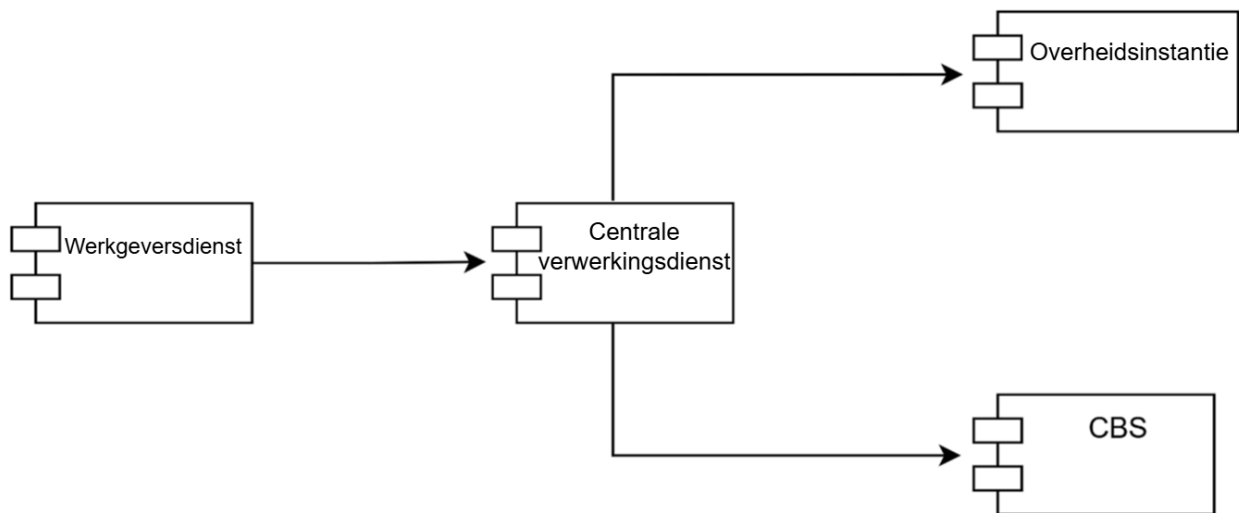 Overheidsinstantie
Werkgeversdienst
Centrale
verwerkingsdienst
CBS